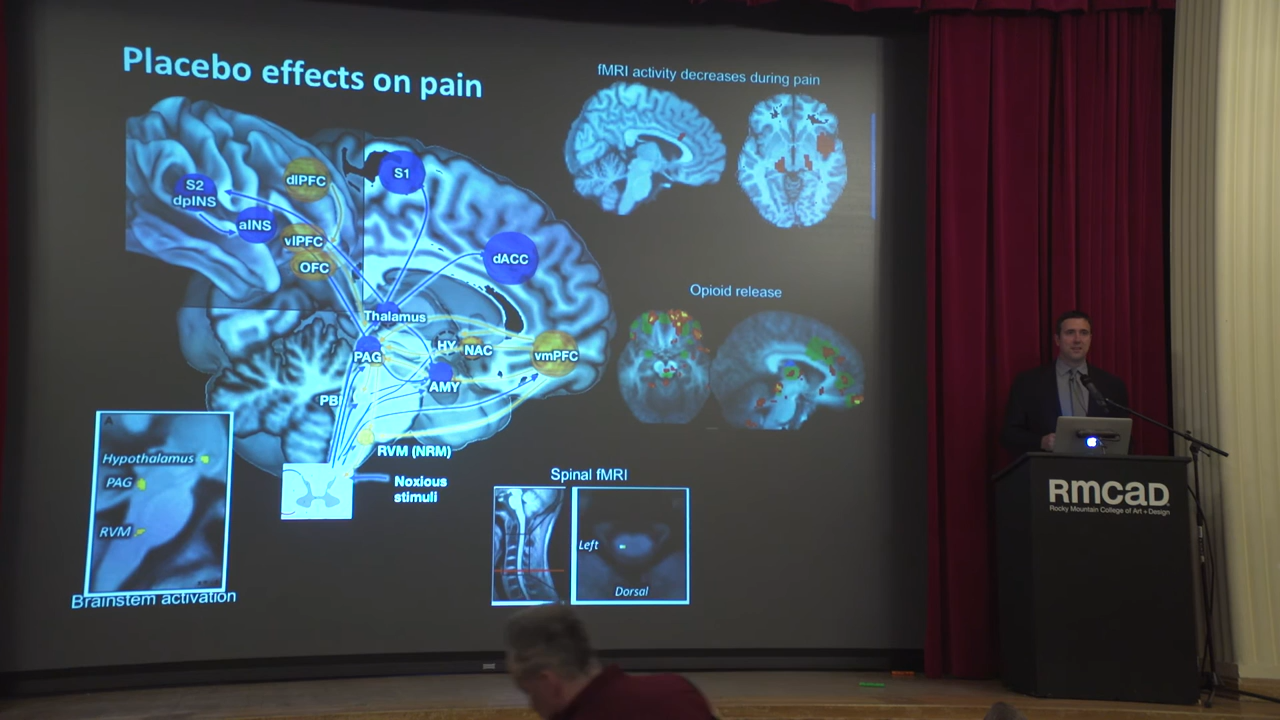 Placebo effects on pain
fMRI activity decreases during pain
S1
dlPFC
S2
dpINS
aINS
vlPFC
OFC
dACC
Opioid release
Thalamus
HY
NAC
PAG
vmPFC
AMY
RVM (NRM)
Noxious
stimuli
A
Hypothalamus
PAG
RVM
Brainstem activation
Spinal fMRI
Left
Dorsal
RMCAD
Rocky Mountain College of Art + Design